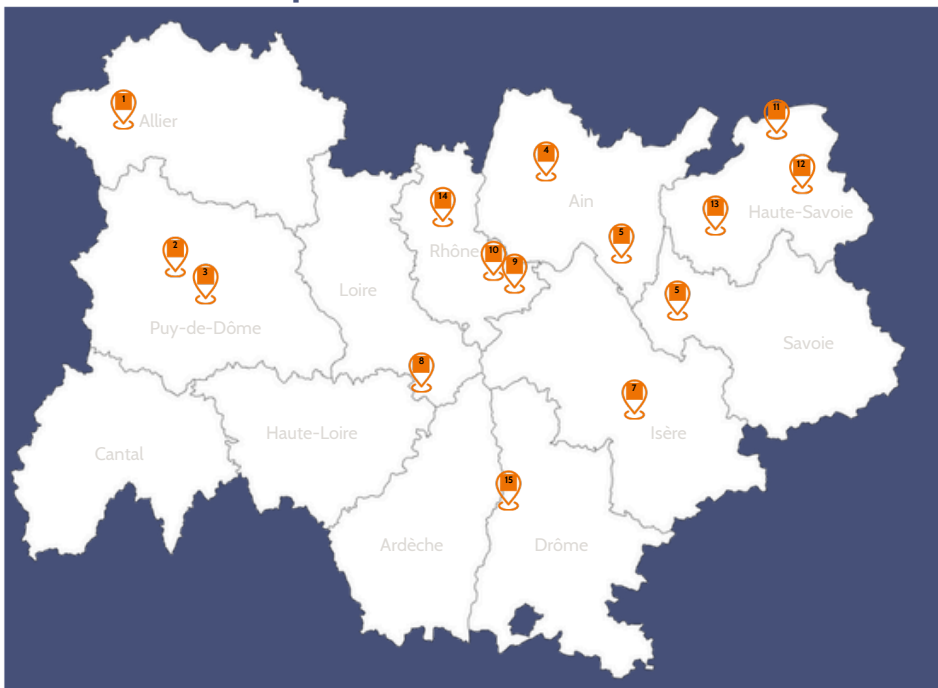 1
Allier
11
4
12
14
Ain
13
Haute-Savoie
5
2
Rhône
10
9
3
Loire
5
Puy-de-Dôme
Savoie
8
7
Haute-Loire
Isère
Cantal
15
Ardèche
Drôme